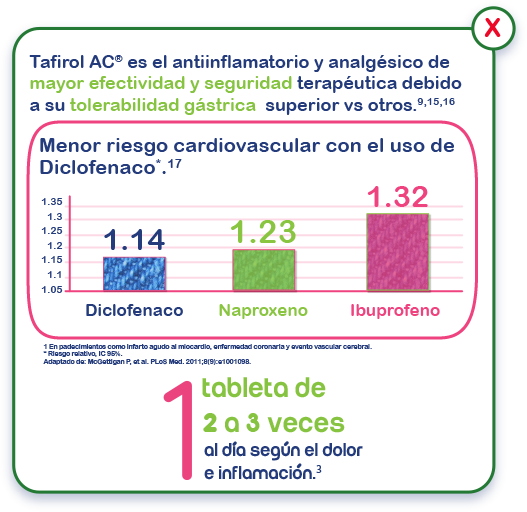 X
Tafirol AC® es el antiinflamatorio y analgésico de
mayor efectividad y seguridad terapéutica debido
a su tolerabilidad gástrica superior vs otros.9,15,16
Menor riesgo cardiovascular con el uso de
Diclofenaco*.17
1.35
1.3
1.25
1.2
1.15
1.1
1.05
1.14
1.23
1.32
Diclofenaco
Naproxeno
Ibuprofeno
1 En padecimientos como infarto agudo al miocardio, enfermedad coronaria y evento vascular cerebral.
* Riesgo relativo, IC 95%.
Adaptado de: McGettigan P, et al. PLoS Med. 2011;8(9):e1001098.
1 tableta de
2 a 3 veces
al día según el dolor
e inflamación.3